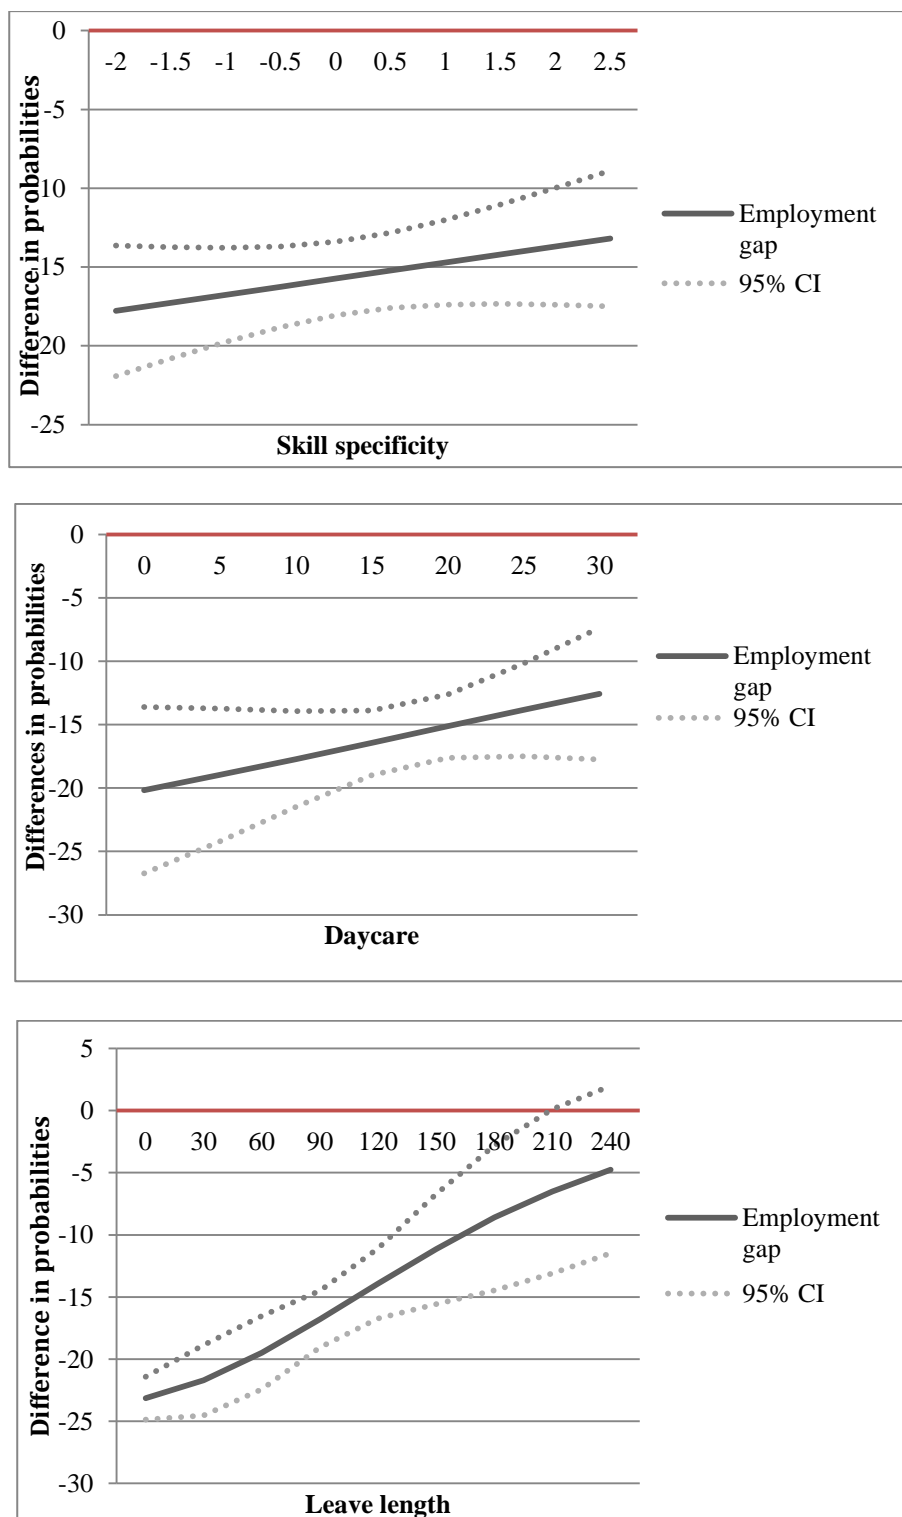 0
-2 -1.5 -1 -0.5 0 0.5 1 1.5 2 2.5
-5
-10
-15
-20
-25
Difference in probabilities
Skill specificity
Employment
gap
95% CI
0
0 5 10 15 20 25 30
-5
-10
-15
-20
-25
-30
Differences in probabilities
Daycare
Employment
gap
95% CI
5
0
0 30 60 90 120 150 180 210 240
-5
-10
-15
-20
-25
-30
Difference in probabilities
Leave length
Employment
gap
95% CI